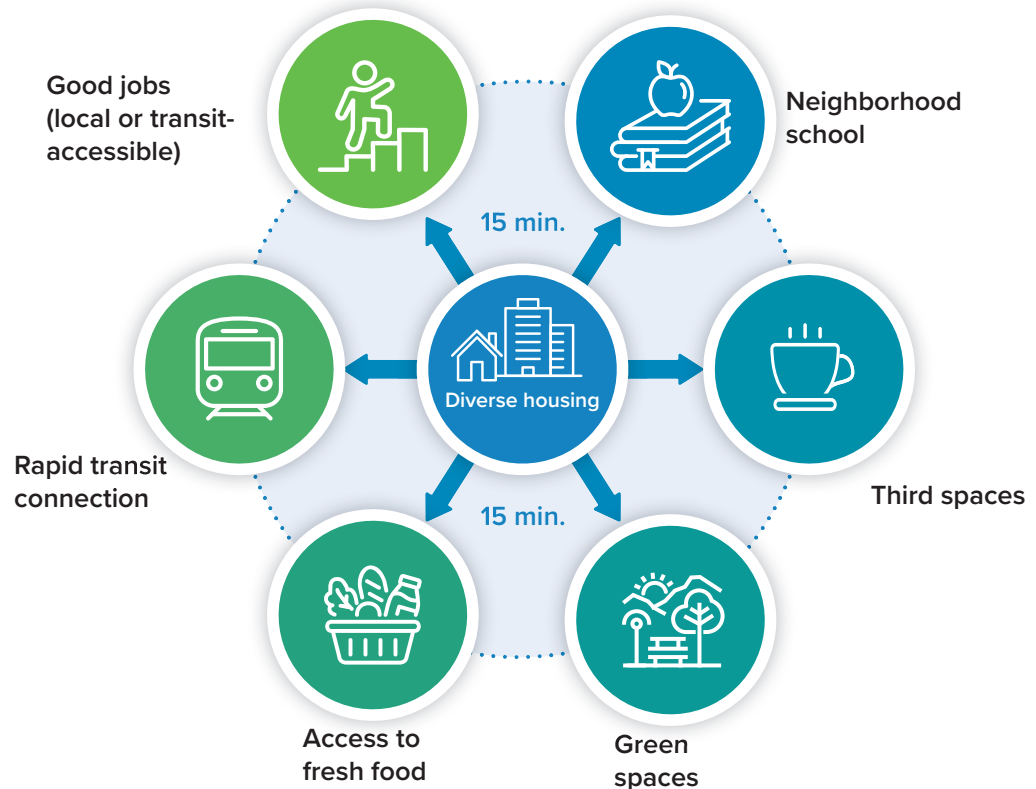 Good jobs
(local or transit-
accessible)
Neighborhood
school
15 min.
Diverse housing
Rapid transit
connection
Third spaces
15 min.
Access to
fresh food
Green
spaces